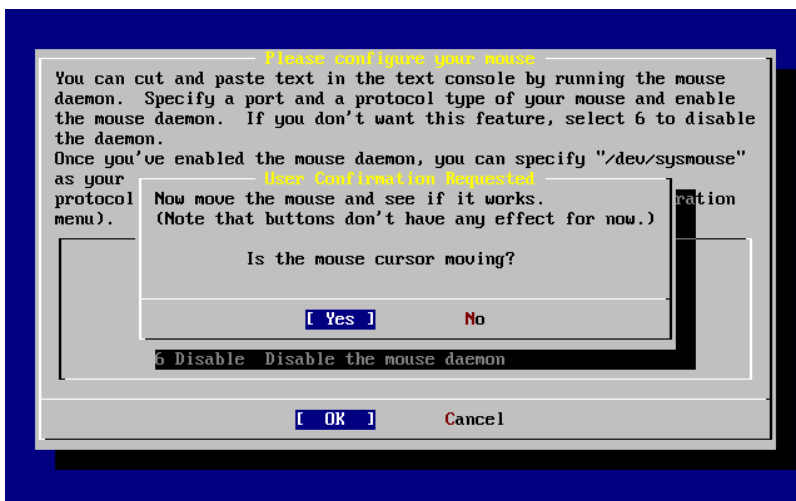 Please configure your mouse
You can cut and paste text in the text console by running the mouse
daemon.  Specify a port and a protocol type of your mouse and enable
the mouse daemon.  If you don't want this feature, select 6 to disable
the daemon.
Once you've enabled the mouse daemon, you can specify "/dev/sysmouse"
as your
User Confirmation Requested
protocol
ration
menu).
Now move the mouse and see if it works.
(Note that buttons don't have any effect for now.)
Is the mouse cursor moving?
[ Yes ]    No
6 Disable  Disable the mouse daemon
[  OK  ]    Cancel